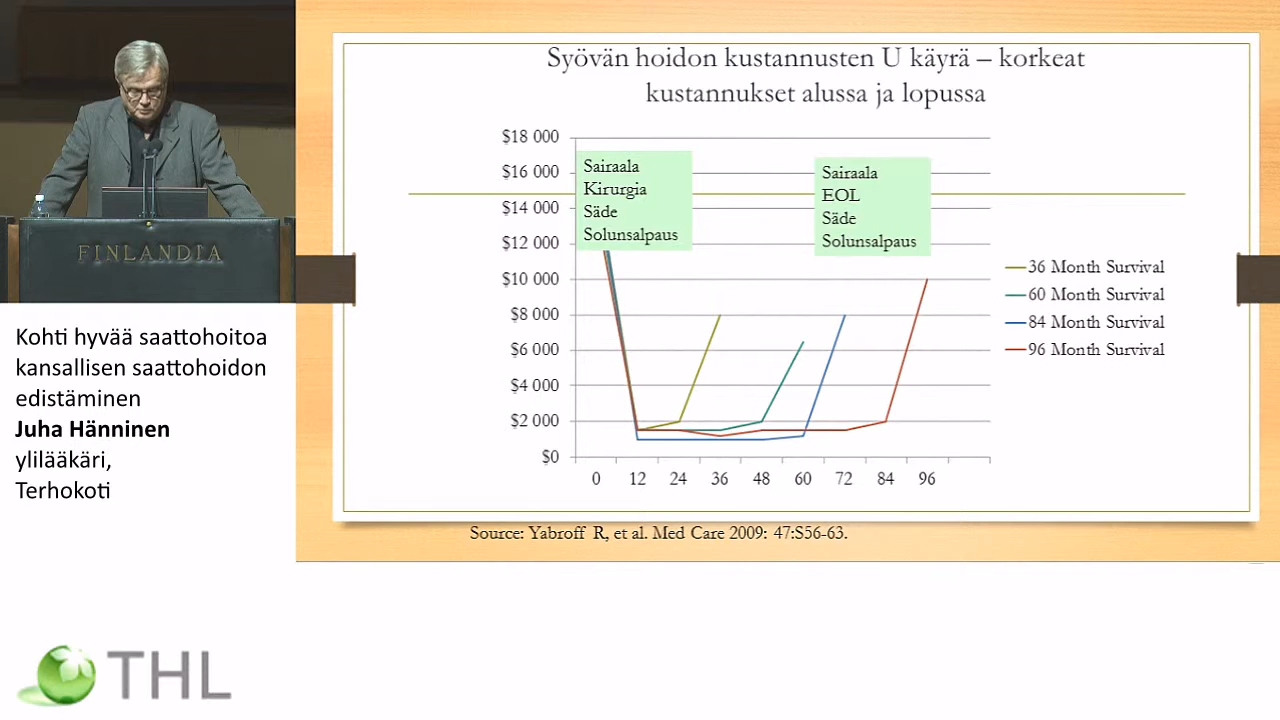 FINLANDIA
Kohti hyvää saattohoitoa
kansallisen saattohoidon
edistäminen
Juha Hänninen
ylilääkäri,
Terhokoti
THL
Syövän hoidon kustannusten U käyrä – korkeat
kustannukset alussa ja lopussa
$18 000
$16 000
$14 000
$12 000
$10 000
$8 000
$6 000
$4 000
$2 000
$0
Sairaala
Kirurgia
Säde
Solunsalpaus
Sairaala
EOL
Säde
Solunsalpaus
0 12 24 36 48 60 72 84 96
36 Month Survival
60 Month Survival
84 Month Survival
96 Month Survival
Source: Yabroff R, et al. Med Care 2009: 47:S56-63.